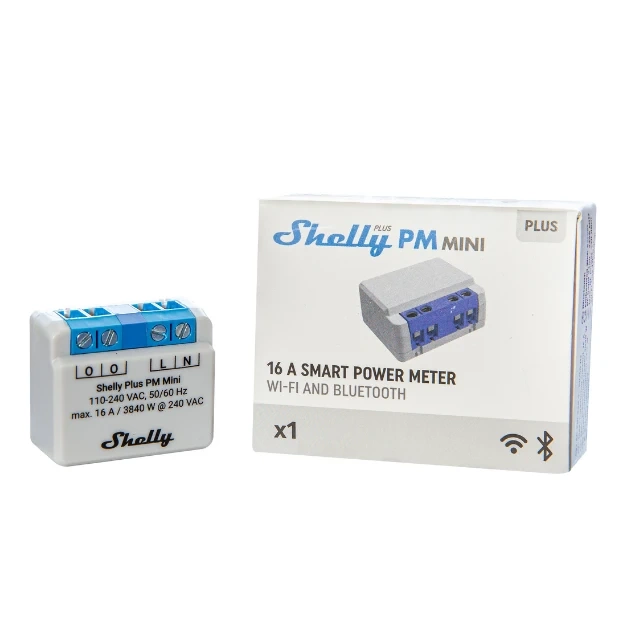 O O L N
Shelly Plus PM Mini
110-240 VAC, 50/60 Hz
max. 16 A / 3840 W @ 240 VAC
Shelly
Shelly PLUS PM MINI
PLUS
16 A SMART POWER METER
WI-FI AND BLUETOOTH
x1